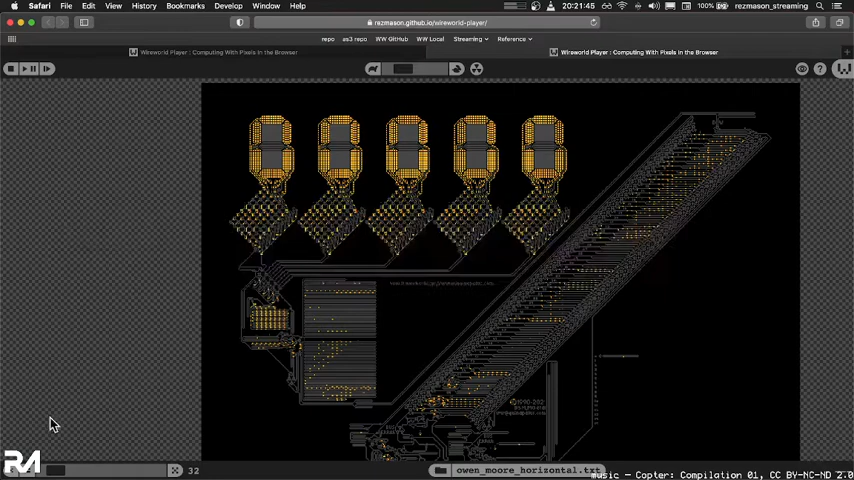 Safari File Edit View History Bookmarks Develop Window Help 100% 20:21:45 rezmason_streaming
rezmason.github.io/wireworld-player/
repo as3 repo WW GitHub WW Local Streaming Reference
Wireworld Player : Computing With Pixels in the Browser Wireworld Player : Computing With Pixels in the Browser
RM 32 owen_moore_horizontal.txt
music - Copter: Compilation 01, CC BY-NC-ND 2.0